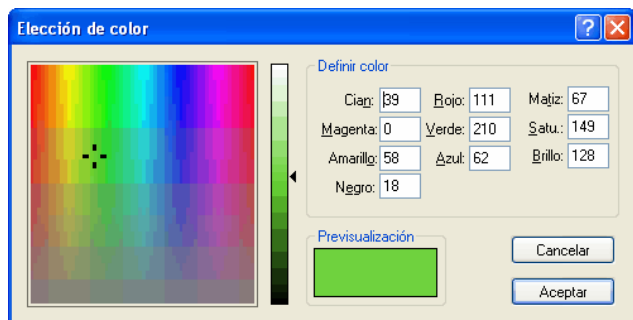 Elección de color
Definir color
Cian: 39 Rojo: 111 Matiz: 67
Magenta: 0 Verde: 210 Satu.: 149
Amarillo: 58 Azul: 62 Brillo: 128
Negro: 18
Previsualización
Cancelar
Aceptar